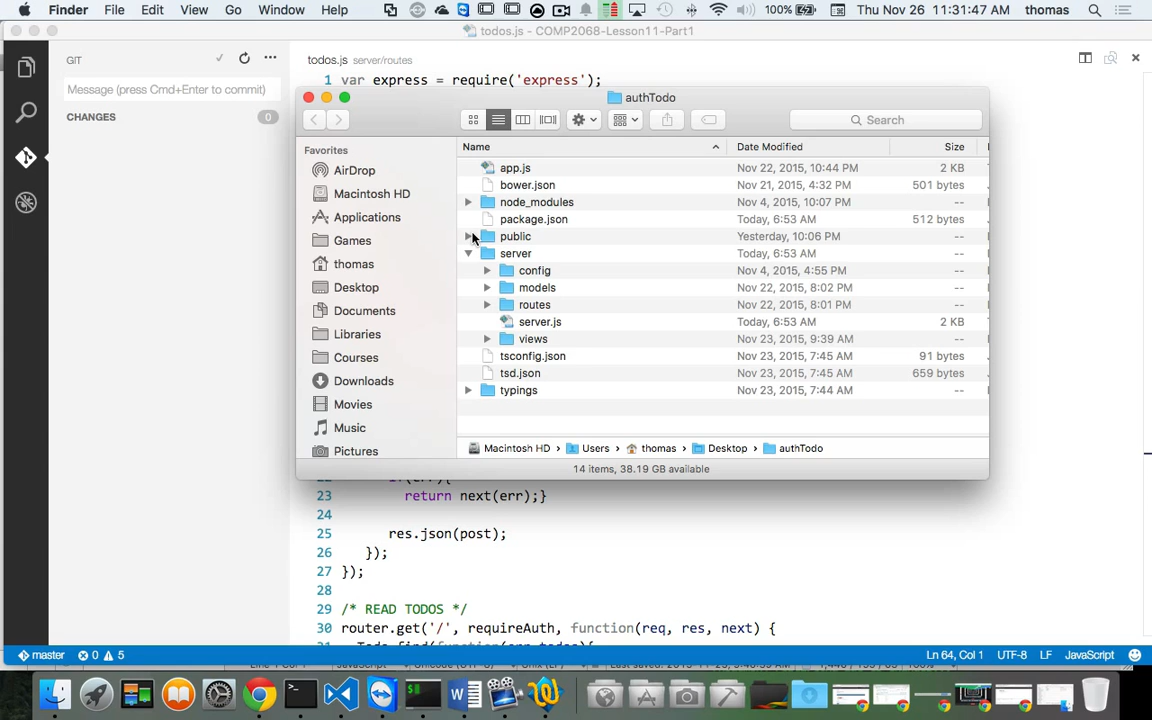 Finder File Edit View Go Window Help 100% Thu Nov 26 11:31:47 AM thomas
todos.js - COMP2068-Lesson11-Part1
GIT
Message (press Cmd+Enter to commit)
CHANGES 0
todos.js server/routes
1 var express = require('express');
authTodo
Search
Favorites
AirDrop
Macintosh HD
Applications
Games
thomas
Desktop
Documents
Libraries
Courses
Downloads
Movies
Music
Pictures
Name Date Modified Size
app.js Nov 22, 2015, 10:44 PM 2 KB
bower.json Nov 21, 2015, 4:32 PM 501 bytes
node_modules Nov 4, 2015, 10:07 PM --
package.json Today, 6:53 AM 512 bytes
public Yesterday, 10:06 PM --
server Today, 6:53 AM --
config Nov 4, 2015, 4:55 PM --
models Nov 22, 2015, 8:02 PM --
routes Nov 22, 2015, 8:01 PM --
server.js Today, 6:53 AM 2 KB
views Nov 23, 2015, 9:39 AM --
tsconfig.json Nov 23, 2015, 7:45 AM 91 bytes
tsd.json Nov 23, 2015, 7:45 AM 659 bytes
typings Nov 23, 2015, 7:44 AM --
Macintosh HD Users thomas Desktop authTodo
14 items, 38.19 GB available
23 return next(err);}
24
25 res.json(post);
26 });
27 });
28
29 /* READ TODOS */
30 router.get('/', requireAuth, function(req, res, next) {
master 0 5 Ln 64, Col 1 UTF-8 LF JavaScript